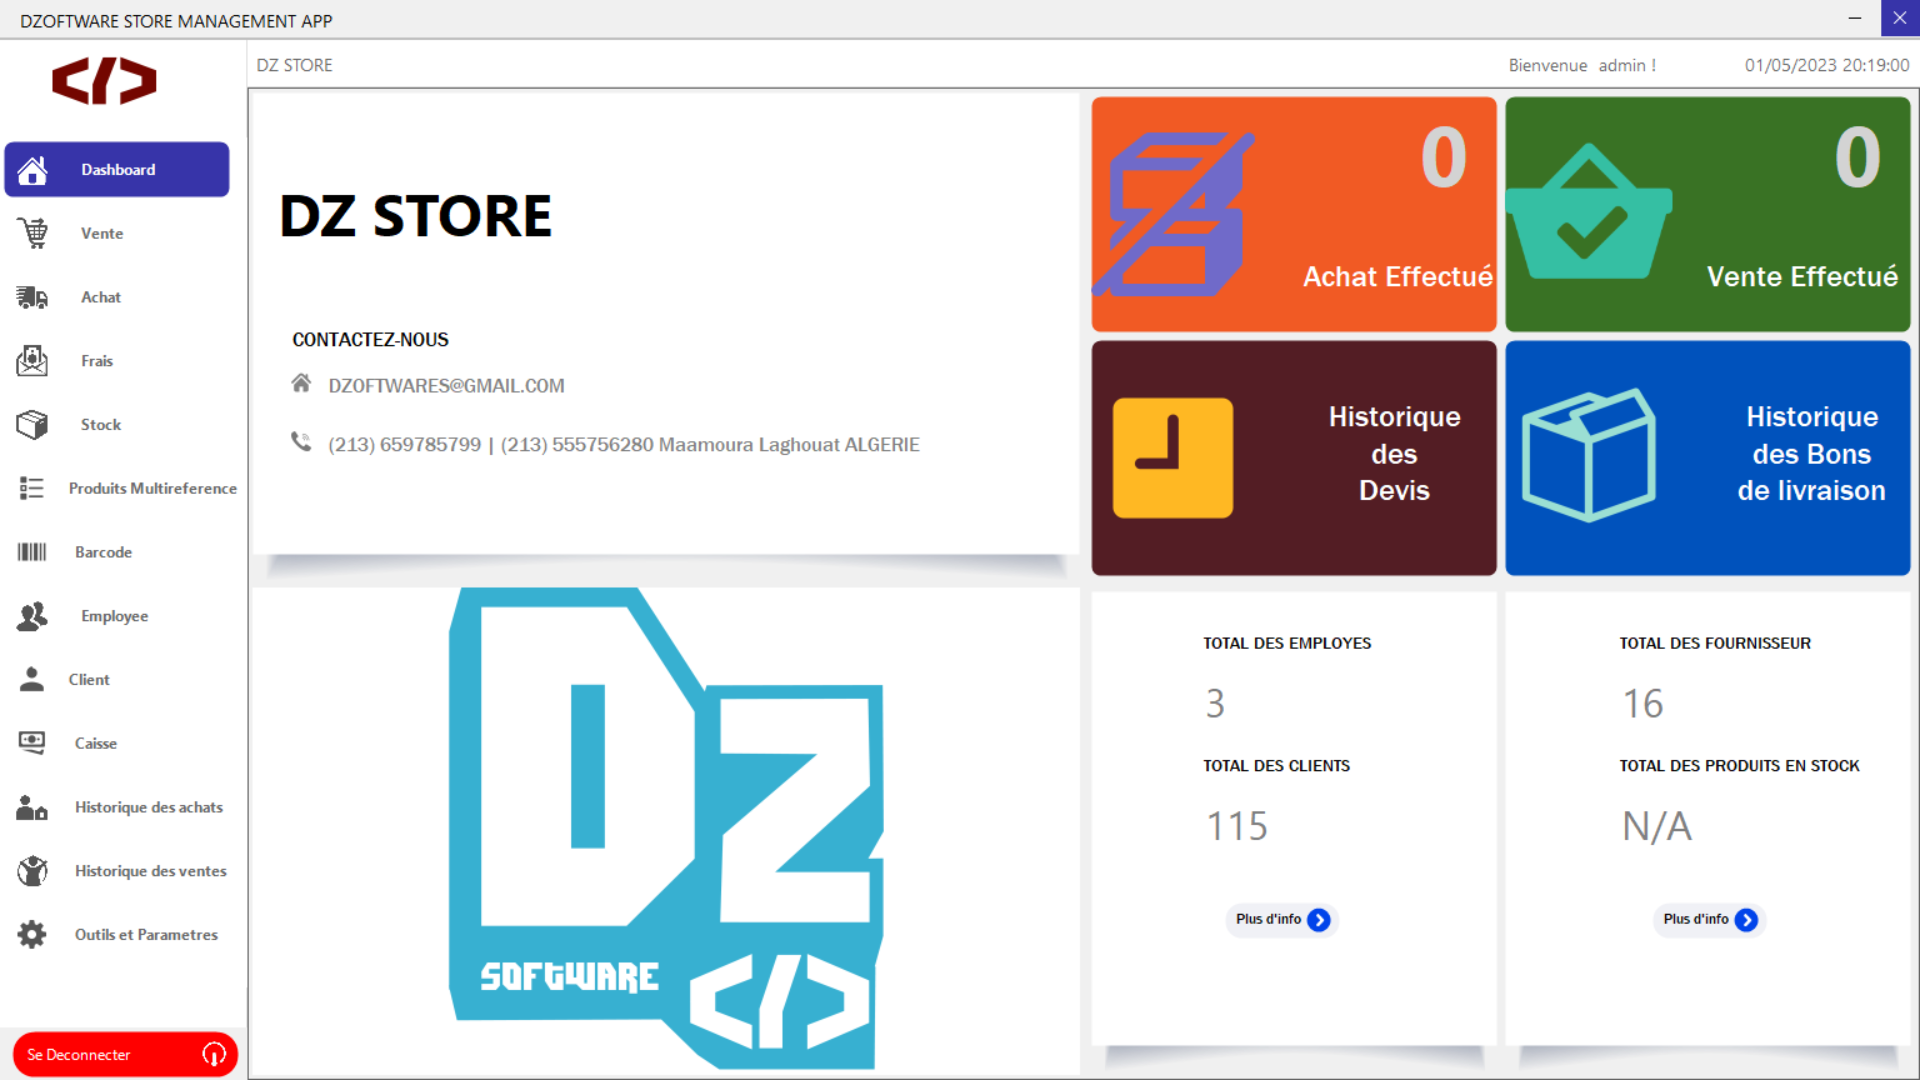 DZOFTWARE STORE MANAGEMENT APP
DZ STORE
Bienvenue admin !
01/05/2023 20:19:00
Dashboard
Vente
Achat
Frais
Stock
Produits Multireference
Barcode
Employee
Client
Caisse
Historique des achats
Historique des ventes
Outils et Parametres
Se Deconnecter
DZ STORE
CONTACTEZ-NOUS
DZOFTWARES@GMAIL.COM
(213) 659785799 | (213) 555756280 Maamoura Laghouat ALGERIE
DZ
SOFTWARE
</>
0
Achat Effectué
0
Vente Effectué
Historique
des
Devis
Historique
des Bons
de livraison
TOTAL DES EMPLOYES
3
TOTAL DES CLIENTS
115
Plus d'info
TOTAL DES FOURNISSEUR
16
TOTAL DES PRODUITS EN STOCK
N/A
Plus d'info